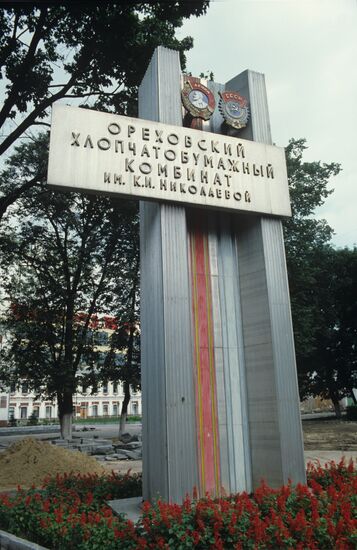 ОРЕХОВСКИЙ
ХЛОПЧАТОБУМАЖНЫЙ
КОМБИНАТ
ИМ. К.И. НИКОЛАЕВОЙ